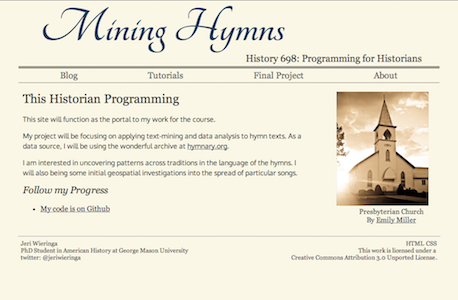 Mining Hymns
History 698: Programming for Historians
Blog Tutorials Final Project About
This Historian Programming
This site will function as the portal to my work for the course.
My project will be focusing on applying text-mining and data analysis to hymn texts. As a
data source, I will be using the wonderful archive at hymnary.org.
I am interested in uncovering patterns across traditions in the language of the hymns. I
will also being some initial geospatial investigations into the spread of particular songs.
Follow my Progress
• My code is on Github
Presbyterian Church
By Emily Miller
Jeri Wieringa
PhD Student in American History at George Mason University
twitter: @jeriwieringa
HTML CSS
This work is licensed under a
Creative Commons Attribution 3.0 Unported License.